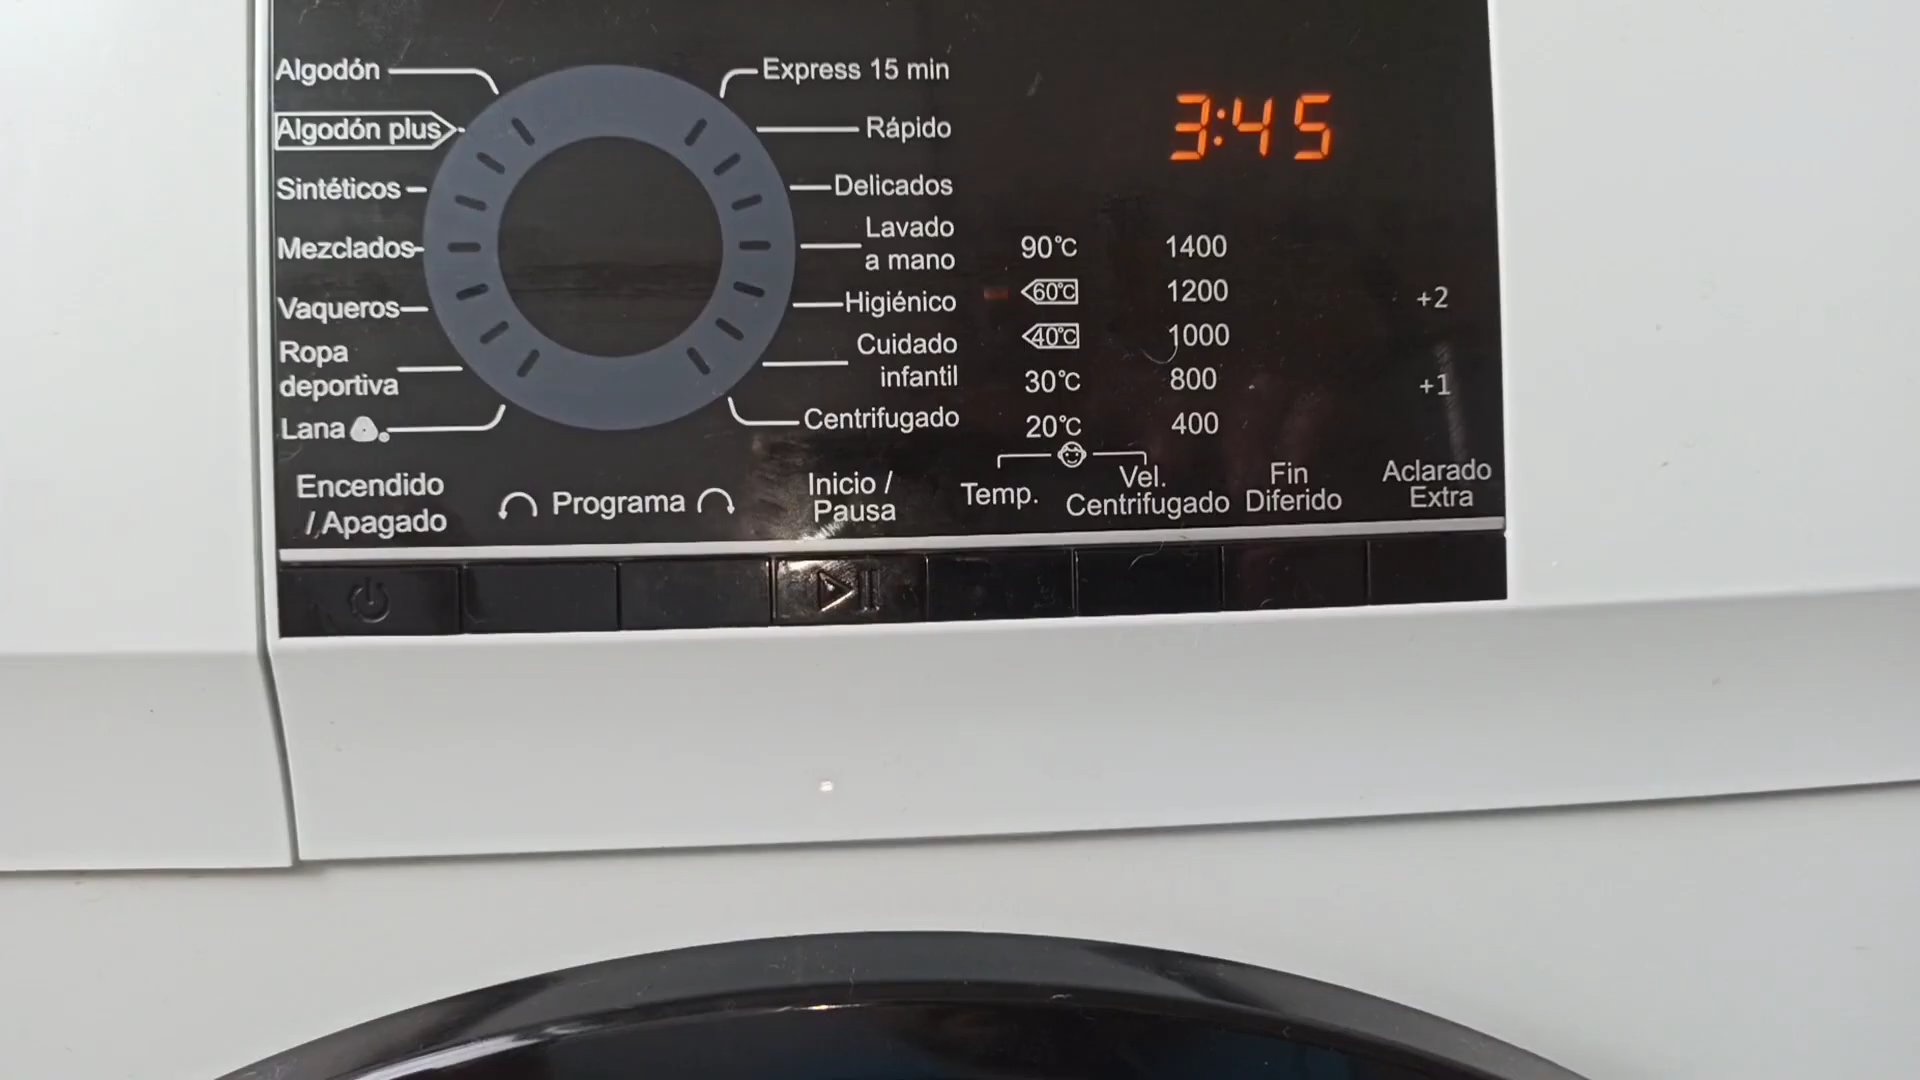 Algodón
Algodón plus
Sintéticos
Mezclados
Vaqueros
Ropa
deportiva
Lana
Express 15 min
Rápido
Delicados
Lavado
a mano
Higiénico
Cuidado
infantil
Centrifugado
3:45
90°C
60°C
40°C
30°C
20°C
1400
1200
1000
800
400
+2
+1
Encendido
/ Apagado
Programa
Inicio /
Pausa
Temp.
Vel.
Centrifugado
Fin
Diferido
Aclarado
Extra